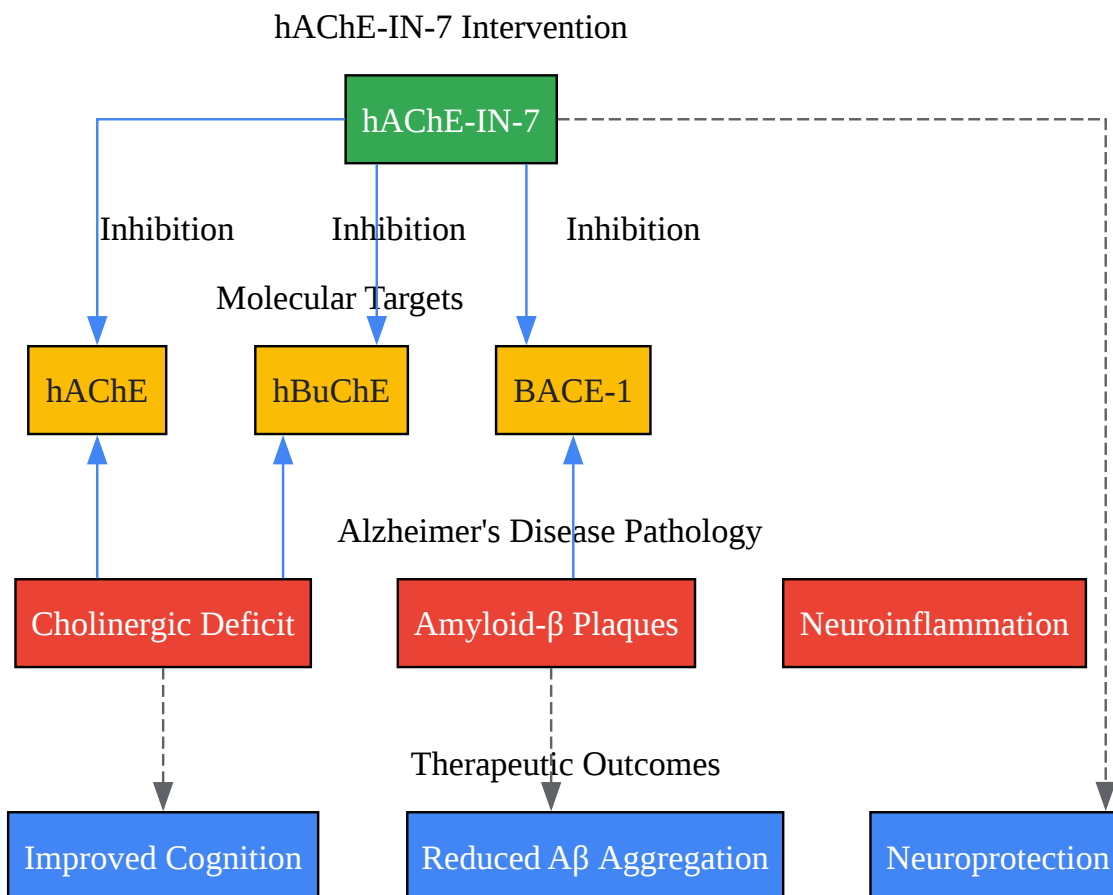 hAChE-IN-7 Intervention
hAChE-IN-7
Inhibition
Inhibition
Inhibition
Molecular Targets
hAChE
hBuChE
BACE-1
Alzheimer's Disease Pathology
Cholinergic Deficit
Amyloid-β Plaques
Neuroinflammation
Therapeutic Outcomes
Improved Cognition
Reduced Aβ Aggregation
Neuroprotection